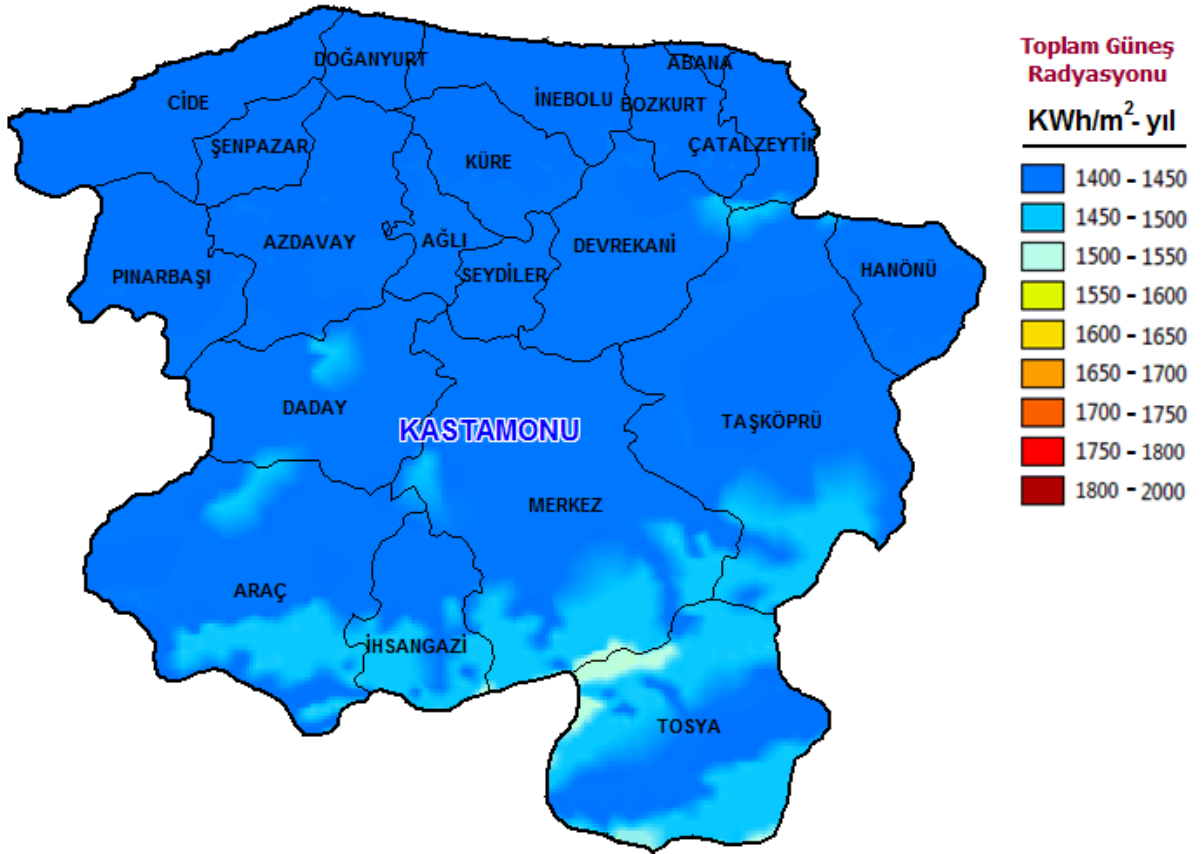 DOĞANYURT
ABANA
CİDE
İNEBOLU
BOZKURT
ŞENPAZAR
KÜRE
ÇATALZEYTİN
AZDAVAY
AĞLI
DEVREKANİ
PINARBAŞI
SEYDİLER
HANÖNÜ
DADAY
KASTAMONU
TAŞKÖPRÜ
MERKEZ
ARAÇ
İHSANGAZİ
TOSYA
Toplam Güneş
Radyasyonu
KWh/m²- yıl
1400 - 1450
1450 - 1500
1500 - 1550
1550 - 1600
1600 - 1650
1650 - 1700
1700 - 1750
1750 - 1800
1800 - 2000